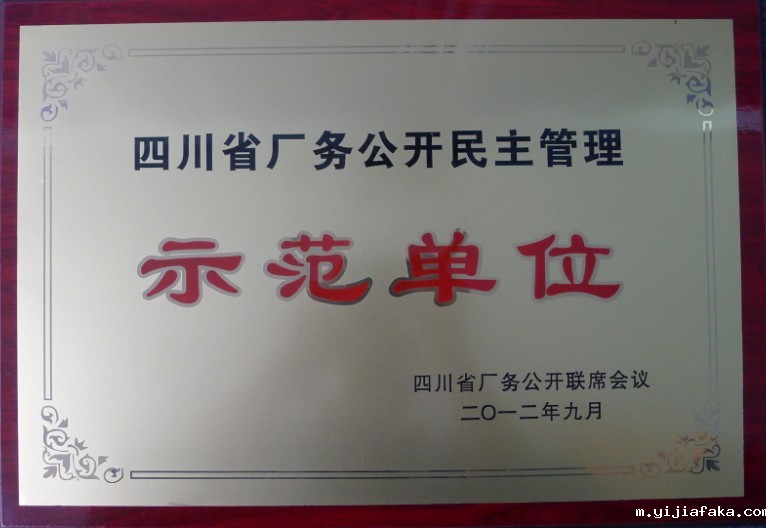 四川省厂务公开民主管理
示范单位
四川省厂务公开联席会议
二〇一二年九月
m.yijiafaka.com